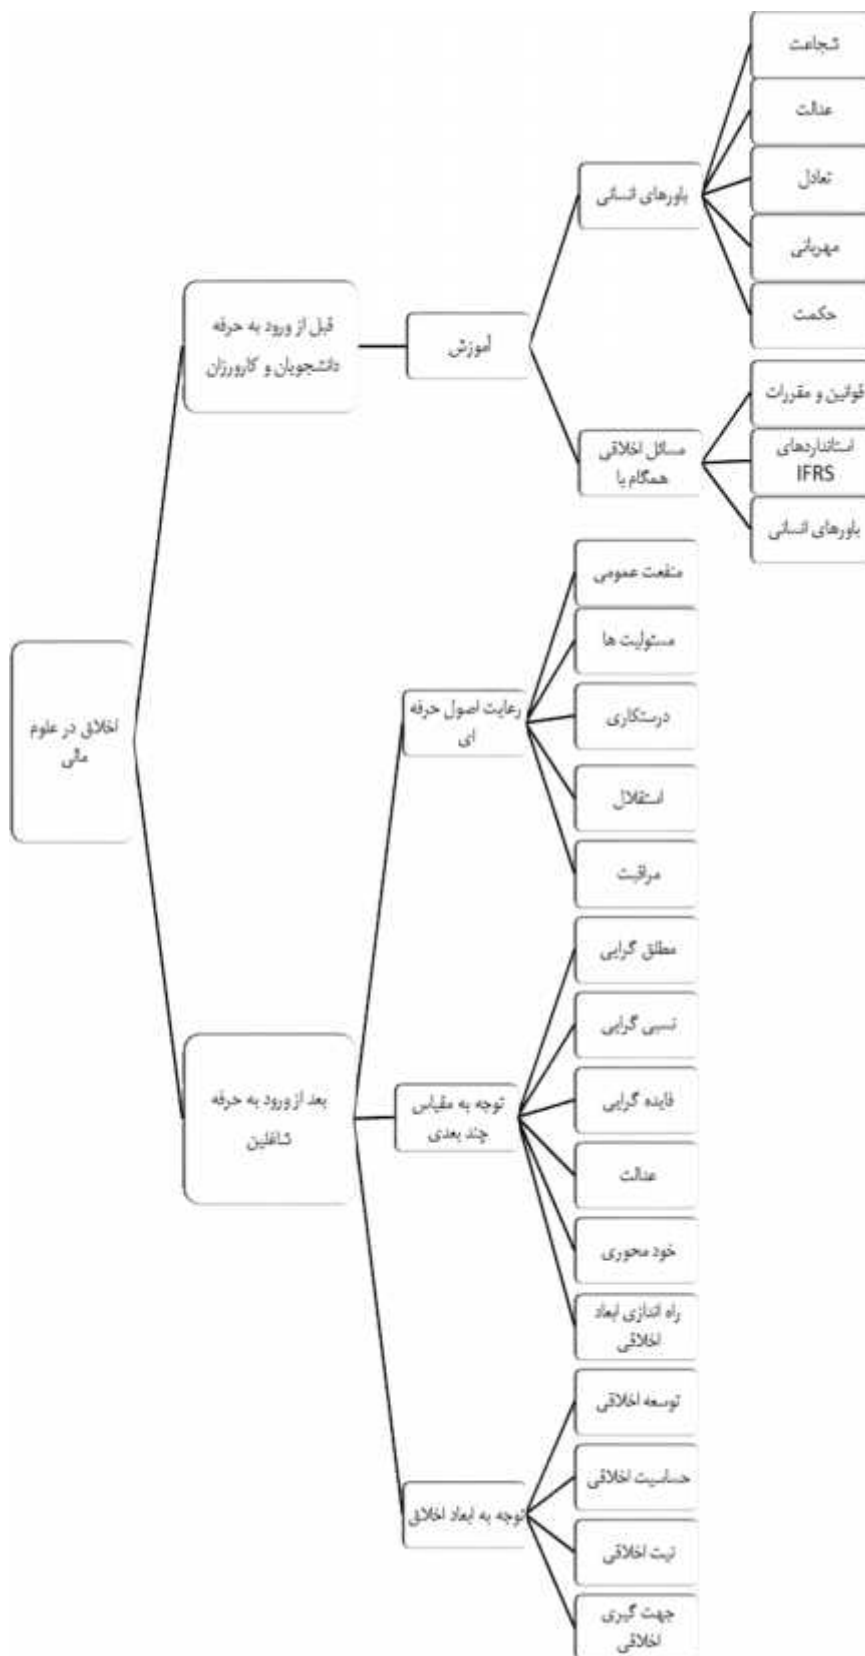 اخلاق در علوم
مالی
قبل از ورود به حرفه
دانشجویان و کارورزان
آموزش
باورهای انسانی
شجاعت
عدالت
تعادل
مهربانی
حکمت
مسائل اخلاقی
همگام با
قوانین و مقررات
استانداردهای
IFRS
باورهای انسانی
بعد از ورود به حرفه
شاغلین
رعایت اصول حرفه
ای
منفعت عمومی
مسئولیت ها
درستکاری
استقلال
مراقبت
توجه به مقیاس
چند بعدی
مطلق گرایی
نسبی گرایی
فایده گرایی
عدالت
خود محوری
راه اندازی ابعاد
اخلاقی
توجه به ابعاد اخلاق
توسعه اخلاقی
حساسیت اخلاقی
نیت اخلاقی
جهت گیری
اخلاقی